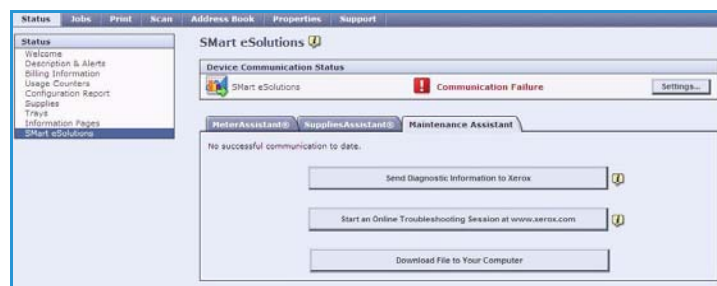 Status Jobs Print Scan Address Book Properties Support
Status
Welcome
Description & Alerts
Billing Information
Usage Counters
Configuration Report
Supplies
Trays
Information Pages
SMart eSolutions
SMart eSolutions
Device Communication Status
SMart eSolutions Communication Failure Settings...
MeterAssistant® SuppliesAssistant® Maintenance Assistant
No successful communication to date.
Send Diagnostic Information to Xerox
Start an Online Troubleshooting Session at www.xerox.com
Download File to Your Computer